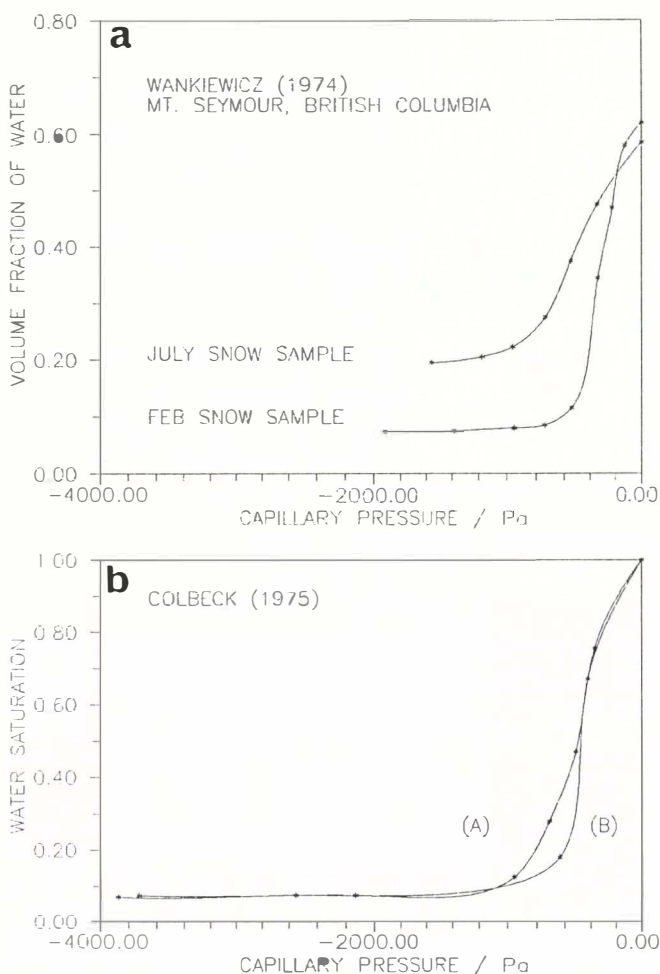 a
0.80
WANKIEWICZ (1974)
MT. SEYMOUR, BRITISH COLUMBIA
0.60
0.40
VOLUME FRACTION OF WATER
JULY SNOW SAMPLE
0.20
FEB SNOW SAMPLE
0.00
-4000.00
-2000.00
0.00
CAPILLARY PRESSURE / Pa
b
1.00
COLBECK (1975)
0.80
0.60
WATER SATURATION
0.40
(A)
(B)
0.20
0.00
-4000.00
-2000.00
0.00
CAPILLARY PRESSURE / Pa